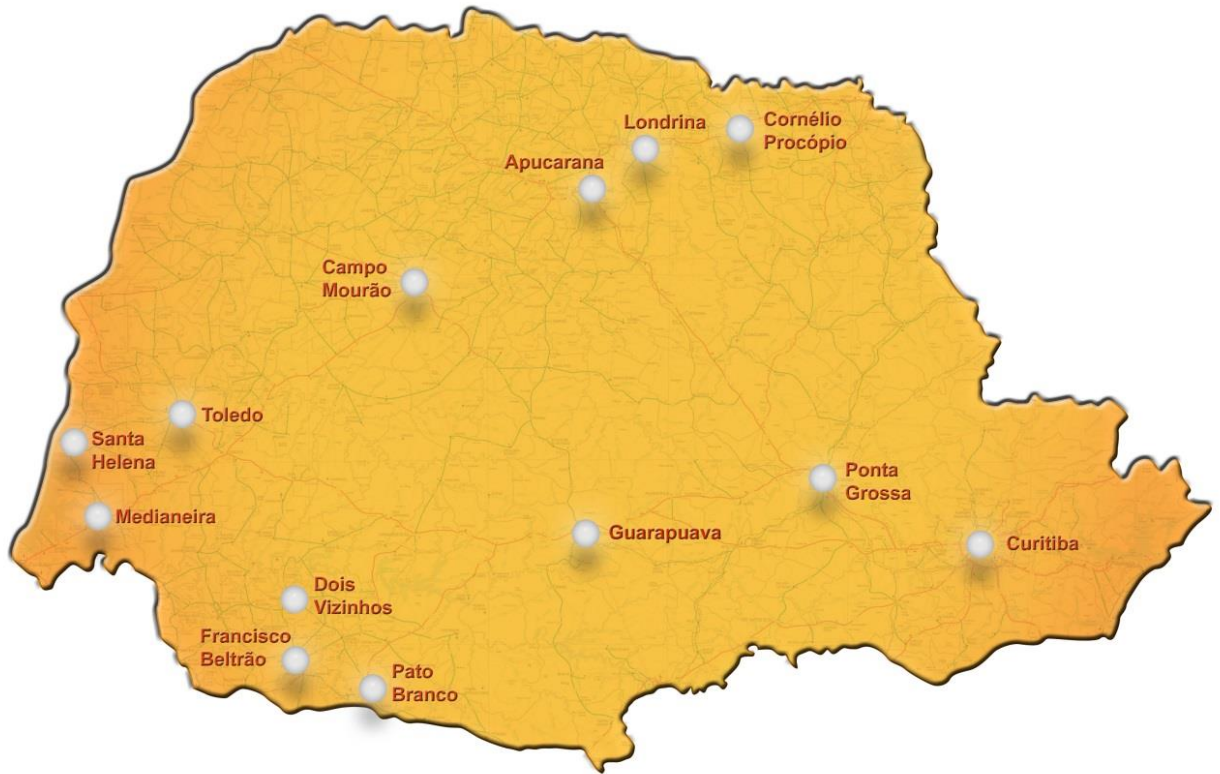 Londrina
Cornélio
Procópio
Apucarana
Campo
Mourão
Toledo
Santa
Helena
Medianeira
Ponta
Grossa
Guarapuava
Curitiba
Dois
Vizinhos
Francisco
Beltrão
Pato
Branco